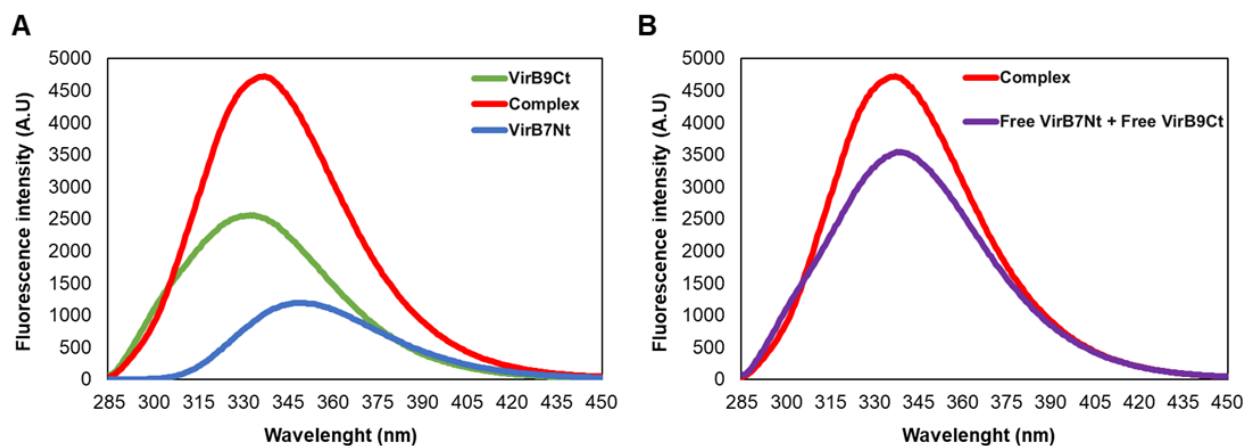 A
B
5000
4500
4000
3500
3000
2500
2000
1500
1000
500
0
Fluorescence intensity (A.U)
VirB9Ct
Complex
VirB7Nt
285 300 315 330 345 360 375 390 405 420 435 450
Wavelenght (nm)
5000
4500
4000
3500
3000
2500
2000
1500
1000
500
0
Fluorescence intensity (A.U)
Complex
Free VirB7Nt + Free VirB9Ct
285 300 315 330 345 360 375 390 405 420 435 450
Wavelenght (nm)